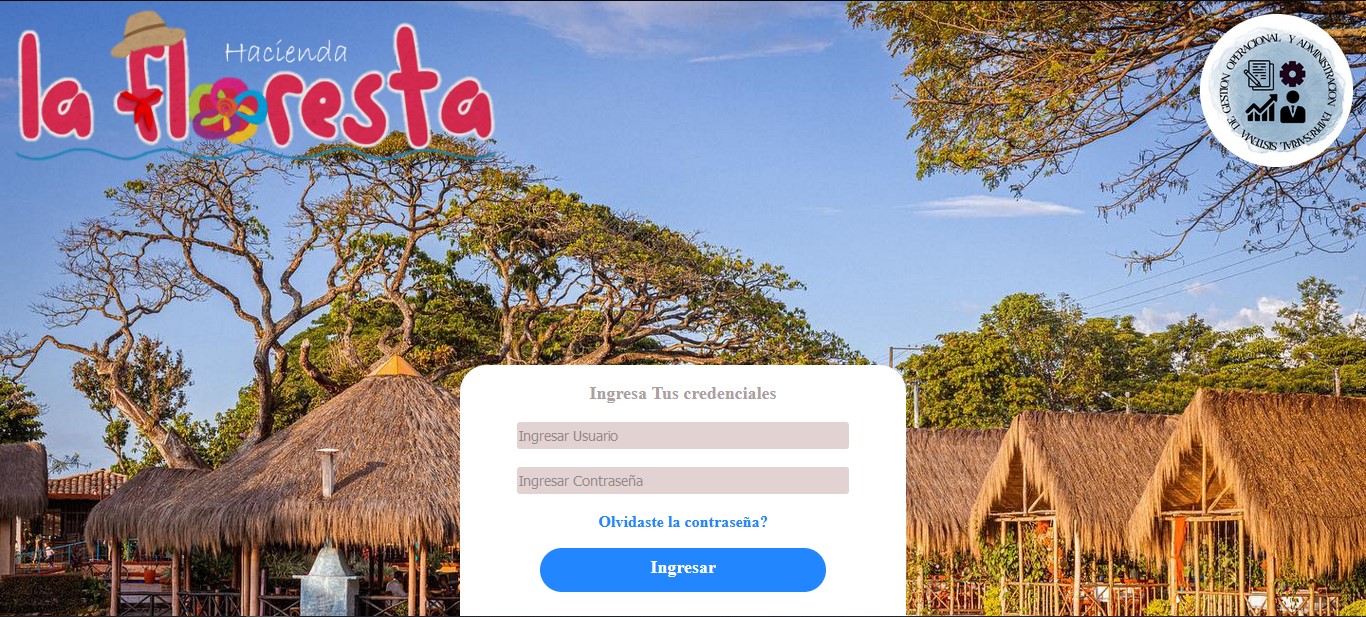 Hacienda
la floresta
SISTEMA DE GESTION OPERACIONAL Y ADMINISTRACION EMPRESARIAL
Ingresa Tus credenciales
Ingresar Usuario
Ingresar Contraseña
Olvidaste la contraseña?
Ingresar